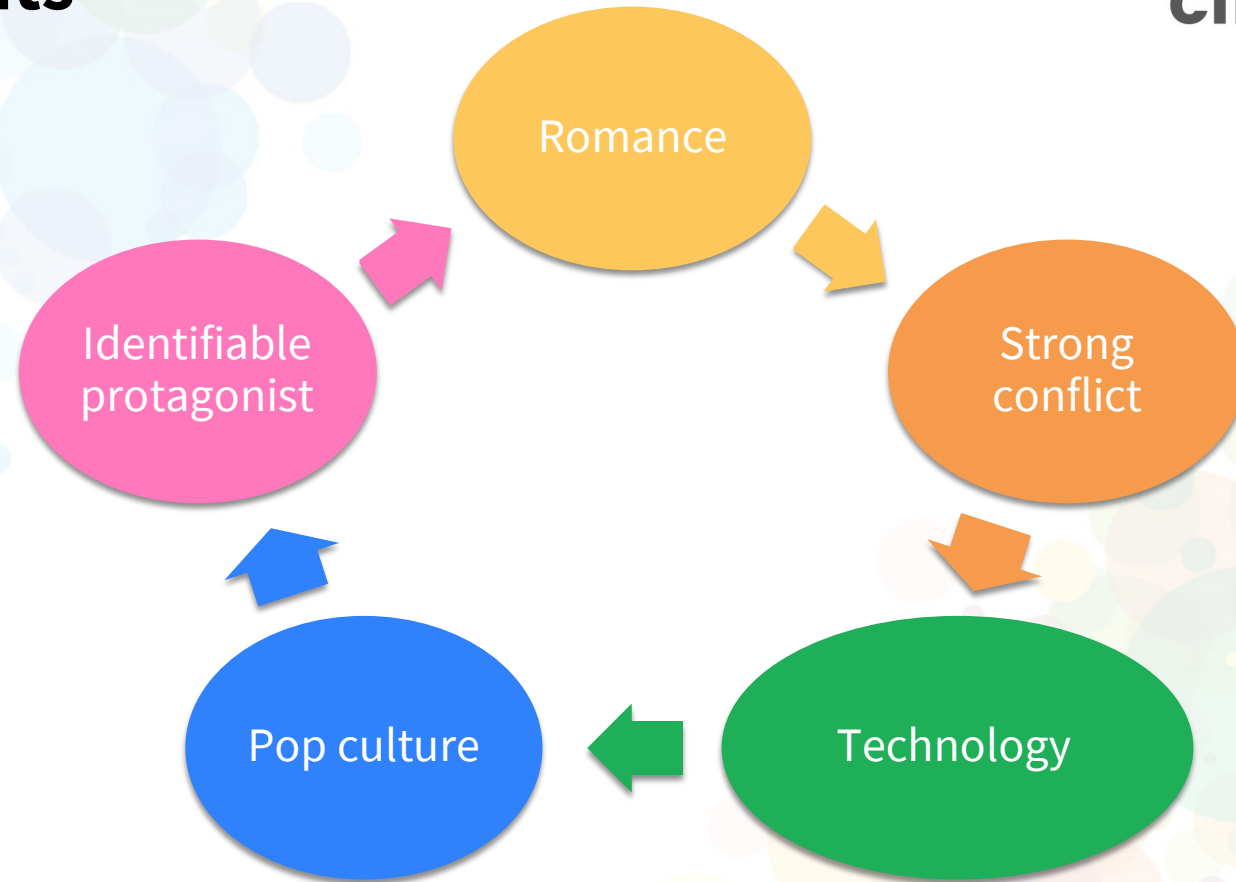 Romance
Strong
conflict
Technology
Pop culture
Identifiable
protagonist